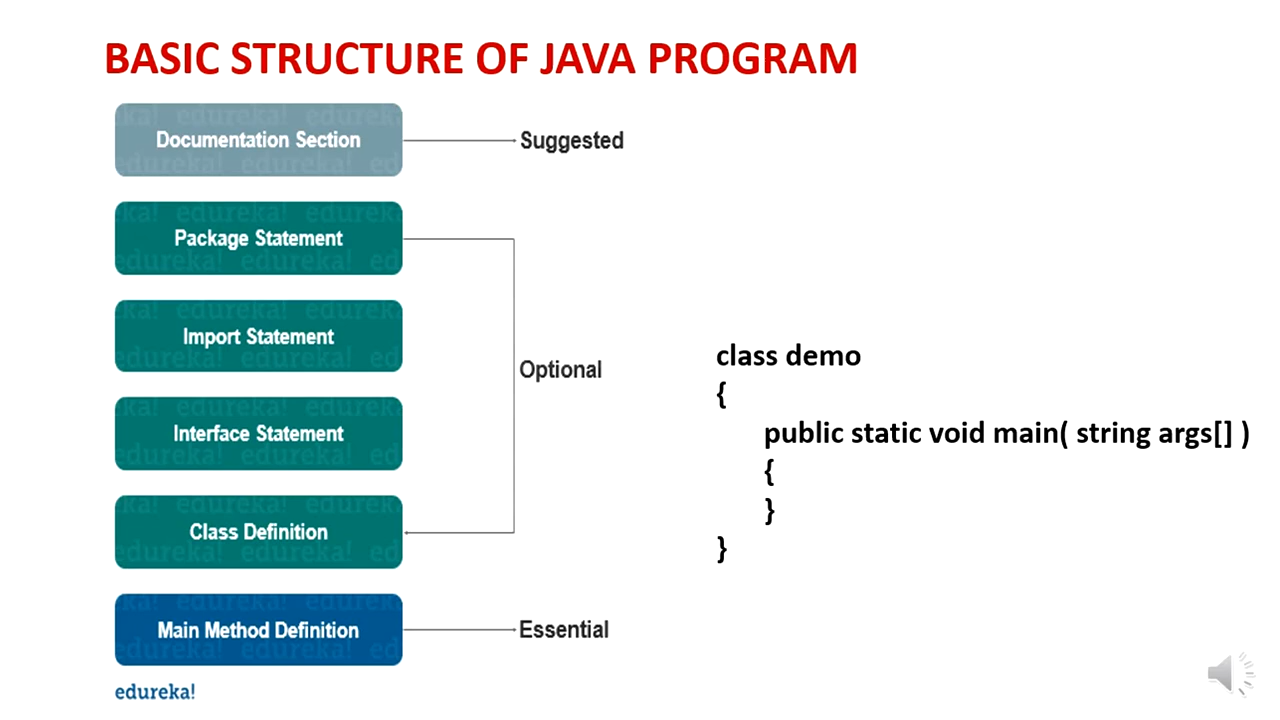 BASIC STRUCTURE OF JAVA PROGRAM
Documentation Section
Suggested
Package Statement
Import Statement
Optional
Interface Statement
Class Definition
Main Method Definition
Essential
edureka!
class demo
{
public static void main( string args[] )
{
}
}